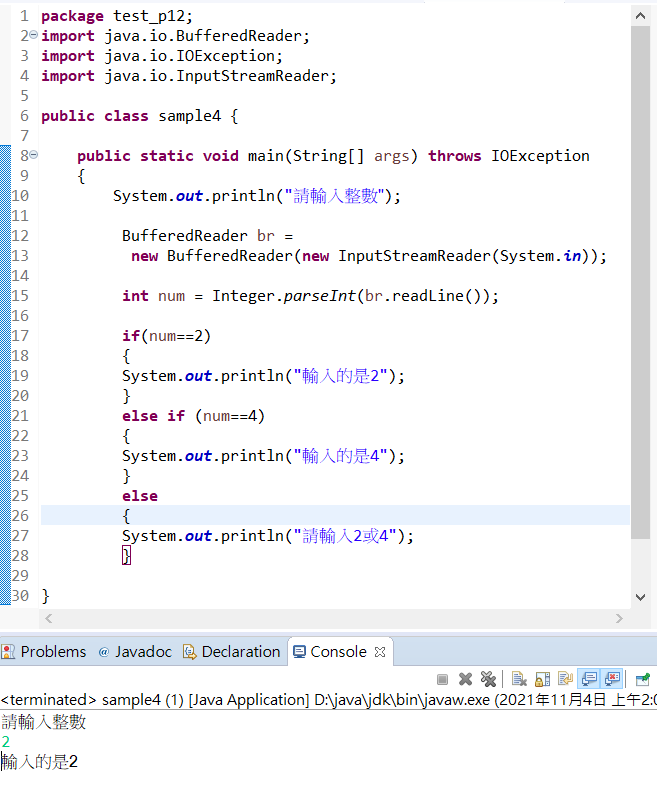 1 package test_p12;
2 import java.io.BufferedReader;
3 import java.io.IOException;
4 import java.io.InputStreamReader;
5
6 public class sample4 {
7
8     public static void main(String[] args) throws IOException
9     {
10        System.out.println("請輸入整數");
11
12         BufferedReader br =
13          new BufferedReader(new InputStreamReader(System.in));
14
15         int num = Integer.parseInt(br.readLine());
16
17         if(num==2)
18         {
19         System.out.println("輸入的是2");
20         }
21         else if (num==4)
22         {
23         System.out.println("輸入的是4");
24         }
25         else
26         {
27         System.out.println("請輸入2或4");
28         }
29
30 }
Problems @ Javadoc Declaration Console
<terminated> sample4 (1) [Java Application] D:\java\jdk\bin\javaw.exe (2021年11月4日 上午2:0
請輸入整數
2
輸入的是2